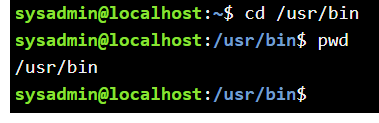 sysadmin@localhost:~$ cd /usr/bin
sysadmin@localhost:/usr/bin$ pwd
/usr/bin
sysadmin@localhost:/usr/bin$